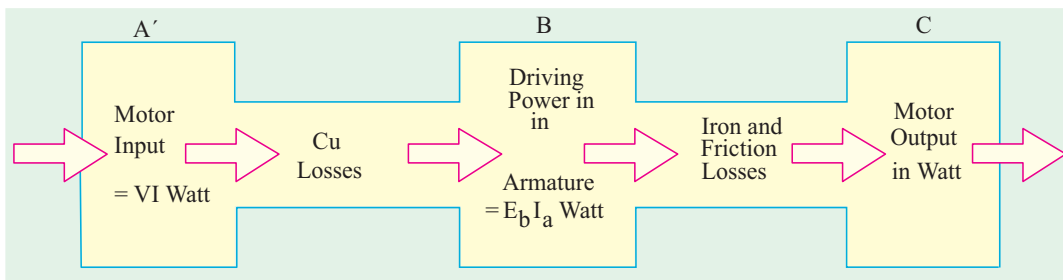 A´
B
C
Motor
Input
= VI Watt
Cu
Losses
Driving
Power in
in
Armature
= EbIa Watt
Iron and
Friction
Losses
Motor
Output
in Watt